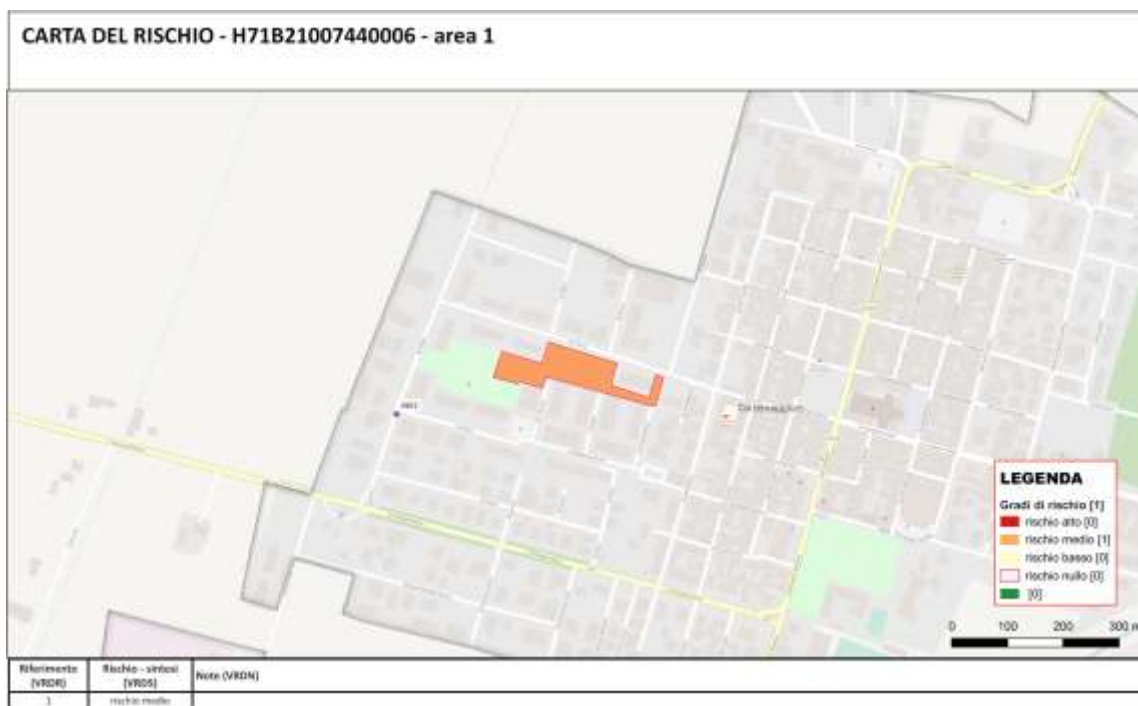 CARTA DEL RISCHIO - H71B21007440006 - area 1
LEGENDA
Gradi di rischio [1]
rischio alto [0]
rischio medio [1]
rischio basso [0]
rischio nullo [0]
[0]
0 100 200 300 m
Riferimento (VRDR)
Rischio - sintesi (VRDS)
Note (VRDN)
1
rischio medio